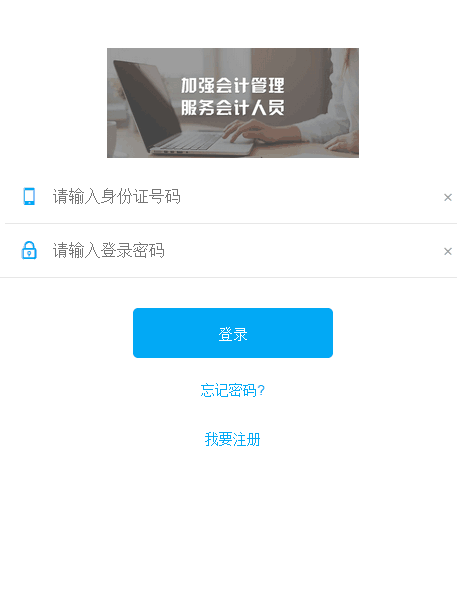 加强会计管理
服务会计人员
请输入身份证号码
请输入登录密码
登录
忘记密码?
我要注册